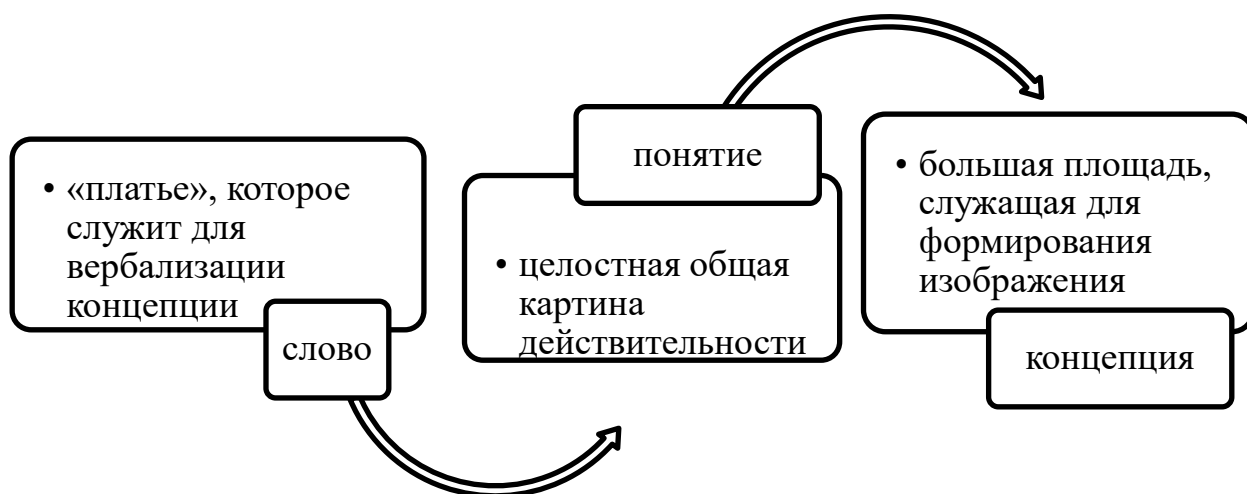 • «платье», которое
служит для
вербализации
концепции
слово
понятие
• целостная общая
картина
действительности
• большая площадь,
служащая для
формирования
изображения
концепция